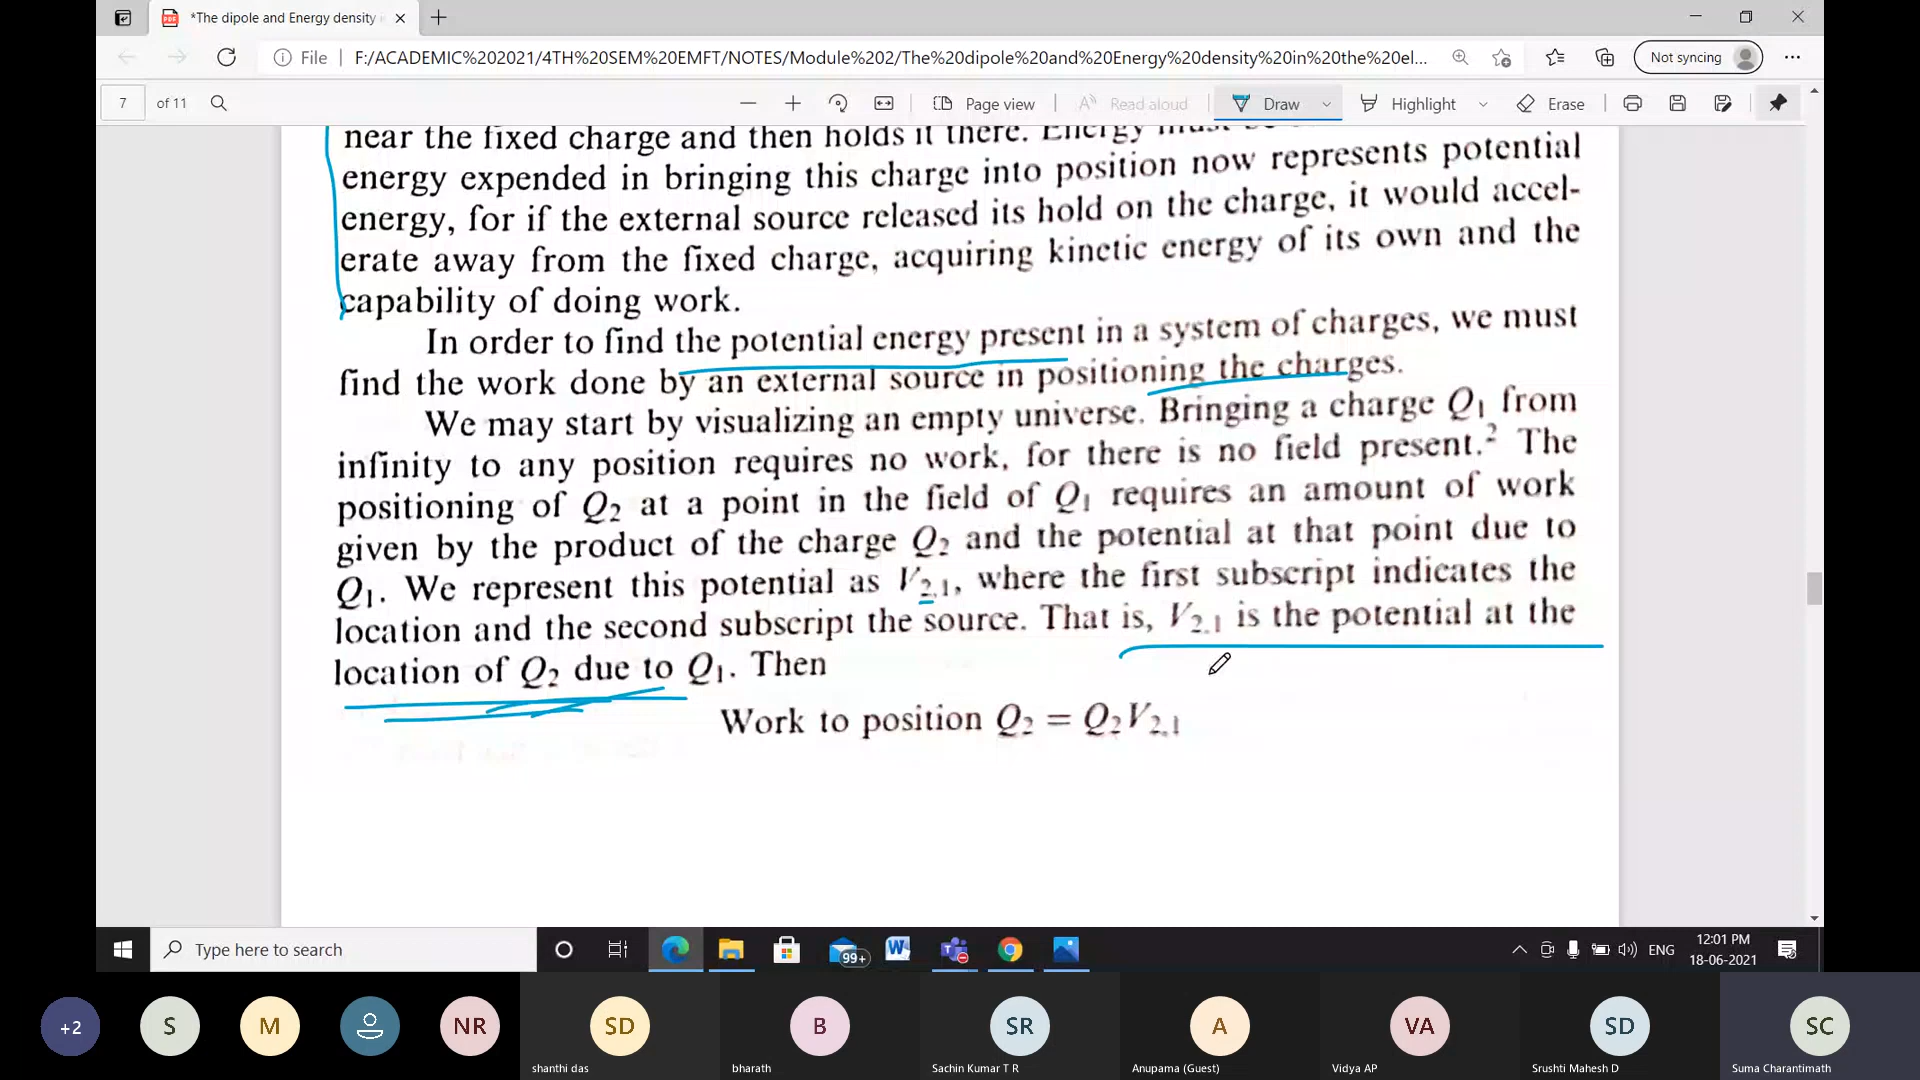 *The dipole and Energy density i
File F:/ACADEMIC%202021/4TH%20SEM%20EMFT/NOTES/Module%202/The%20dipole%20and%20Energy%20density%20in%20the%20el... Not syncing
7 of 11 Page view Read aloud Draw Highlight Erase
near the fixed charge and then holds it there. Energy must be
energy expended in bringing this charge into position now represents potential
energy, for if the external source released its hold on the charge, it would accel-
erate away from the fixed charge, acquiring kinetic energy of its own and the
capability of doing work.
In order to find the potential energy present in a system of charges, we must
find the work done by an external source in positioning the charges.
We may start by visualizing an empty universe. Bringing a charge Q1 from
infinity to any position requires no work, for there is no field present.² The
positioning of Q2 at a point in the field of Q1 requires an amount of work
given by the product of the charge Q2 and the potential at that point due to
Q1. We represent this potential as V2,1, where the first subscript indicates the
location and the second subscript the source. That is, V2,1 is the potential at the
location of Q2 due to Q1. Then
Work to position Q2 = Q2V2,1
Type here to search 99+ ENG 12:01 PM
18-06-2021
+2 S M NR SD B SR A VA SD SC
shanthi das bharath Sachin Kumar T R Anupama (Guest) Vidya AP Srushti Mahesh D Suma Charantimath